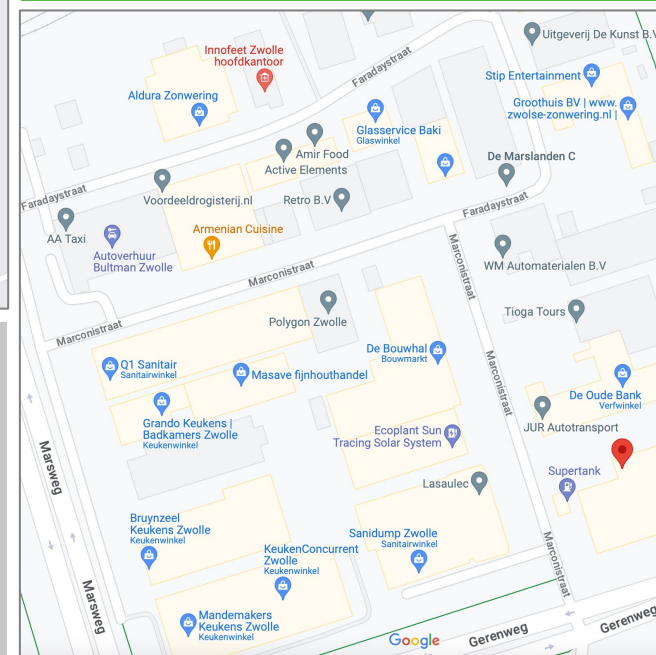 Uitgeverij De Kunst B.V
Innofeet Zwolle
hoofdkantoor
Faradaystraat
Stip Entertainment
Aldura Zonwering
Groothuis BV | www.
zwolse-zonwering.nl |
Glasservice Baki
Glaswinkel
Amir Food
Active Elements
De Marslanden C
Faradaystraat
Voordeeldrogisterij.nl
Retro B.V
Faradaystraat
AA Taxi
Armenian Cuisine
Autoverhuur
Bultman Zwolle
Marconistraat
WM Automaterialen B.V
Marconistraat
Tioga Tours
Polygon Zwolle
Marconistraat
De Bouwhal
Bouwmarkt
Q1 Sanitair
Sanitairwinkel
Masave fijnhouthandel
Marconistraat
De Oude Bank
Verfwinkel
Grando Keukens |
Badkamers Zwolle
Keukenwinkel
JUR Autotransport
Ecoplant Sun
Tracing Solar System
Marsweg
Supertank
Lasaulec
Bruynzeel
Keukens Zwolle
Keukenwinkel
Sanidump Zwolle
Sanitairwinkel
KeukenConcurrent
Zwolle
Keukenwinkel
Marconistraat
Marsweg
Mandemakers
Keukens Zwolle
Keukenwinkel
Google
Gerenweg
Gerenweg